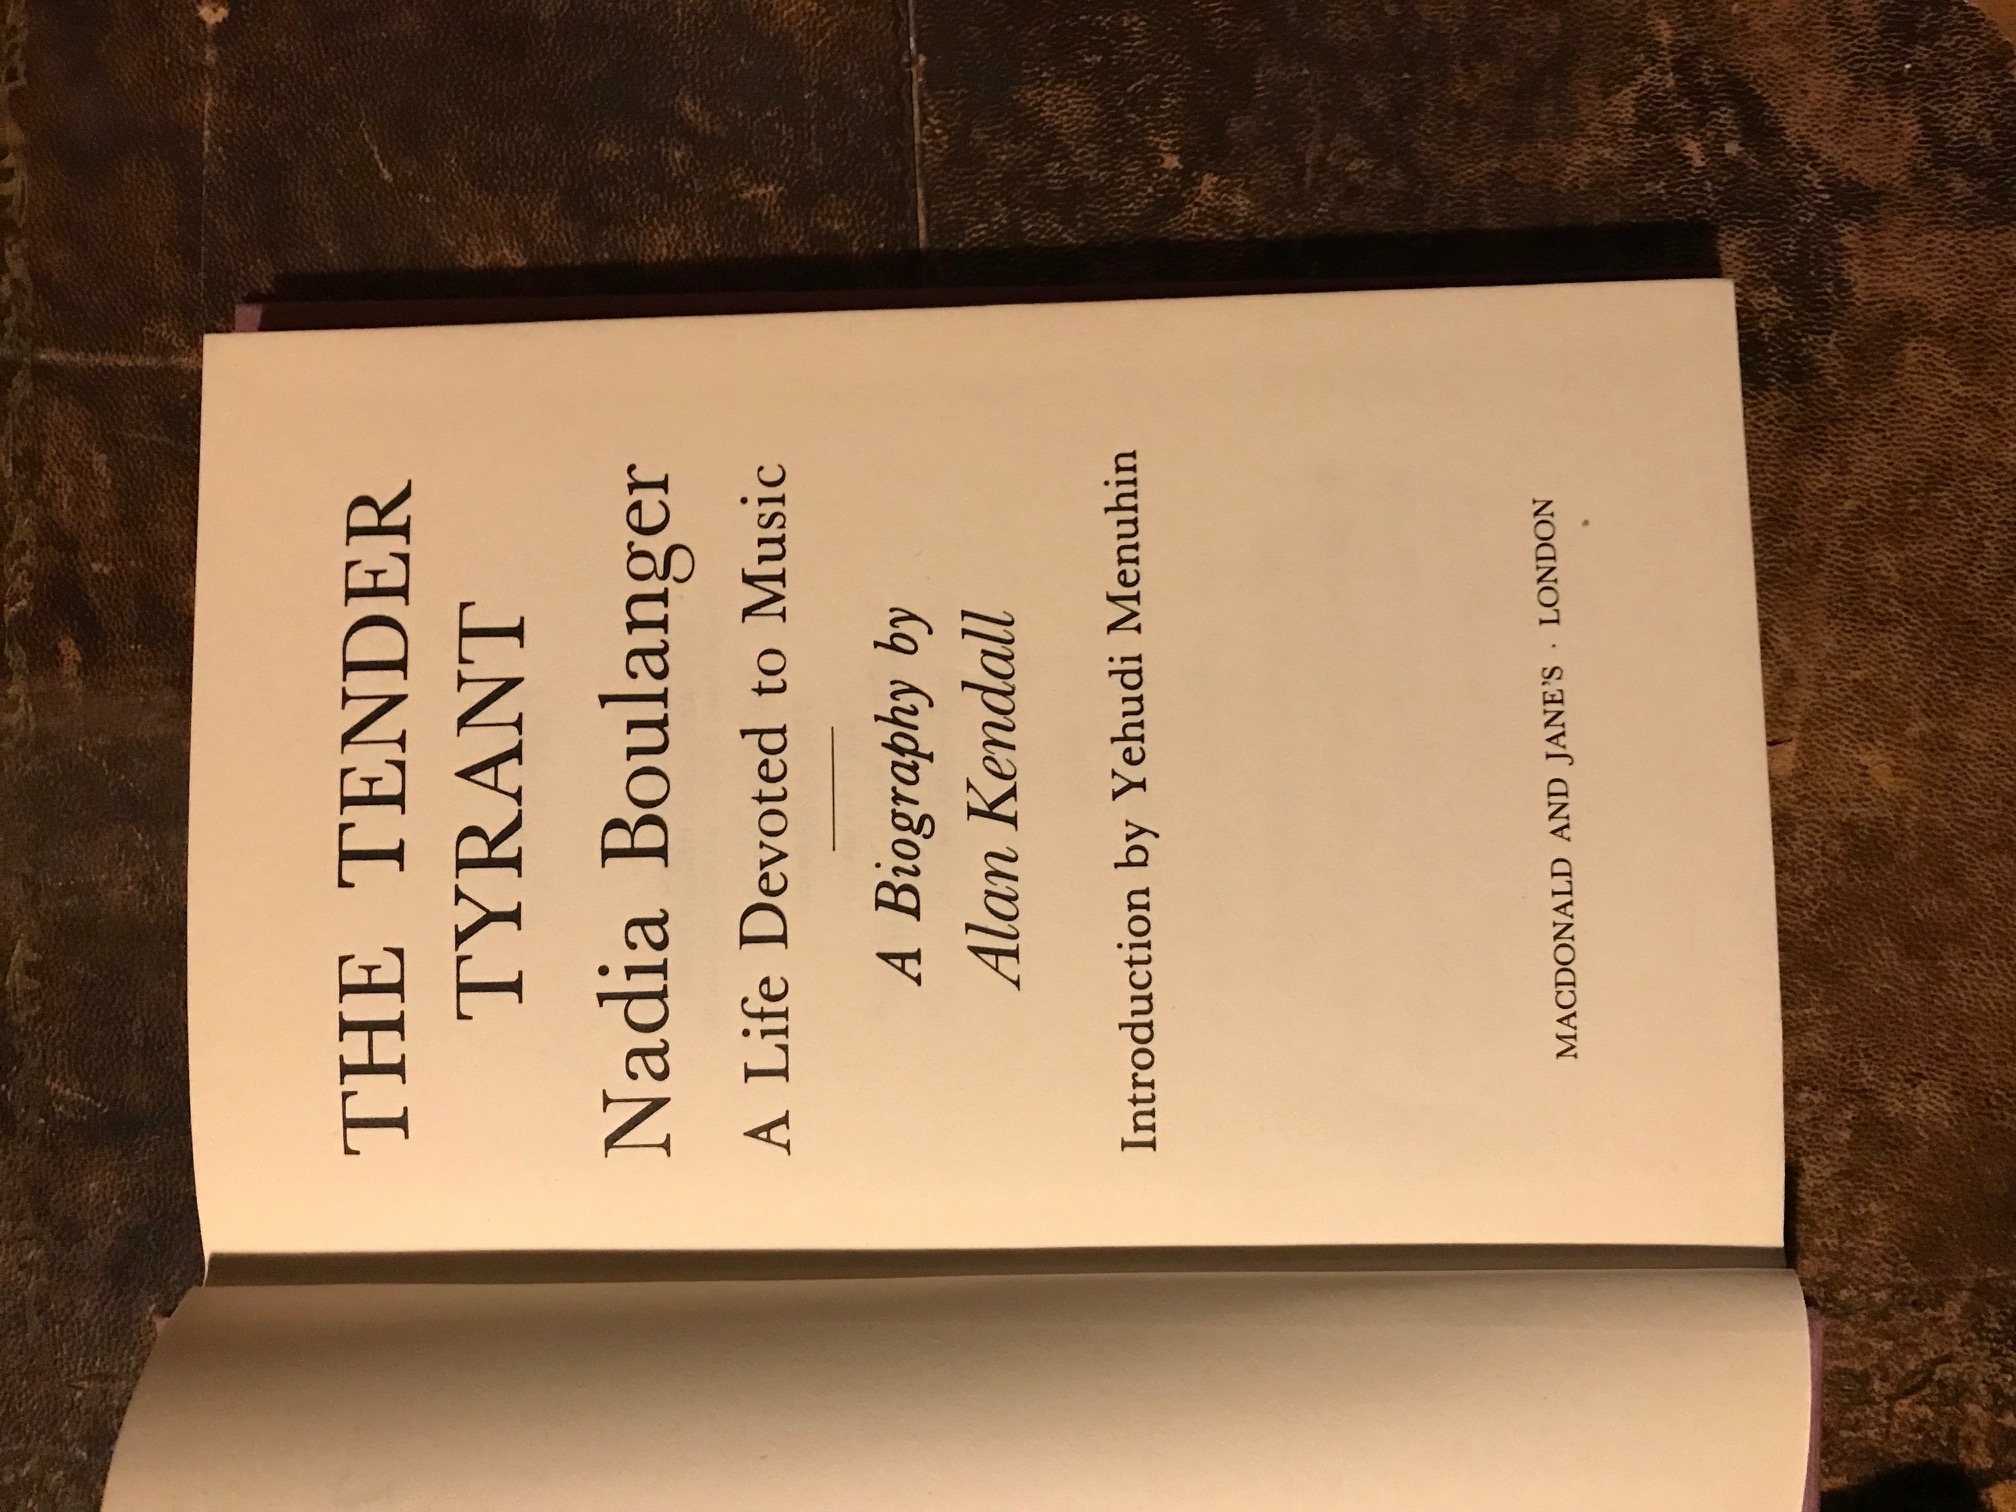 THE TENDER
TYRANT
Nadia Boulanger
A Life Devoted to Music
A Biography by
Alan Kendall
Introduction by Yehudi Menuhin
MACDONALD AND JANE'S · LONDON